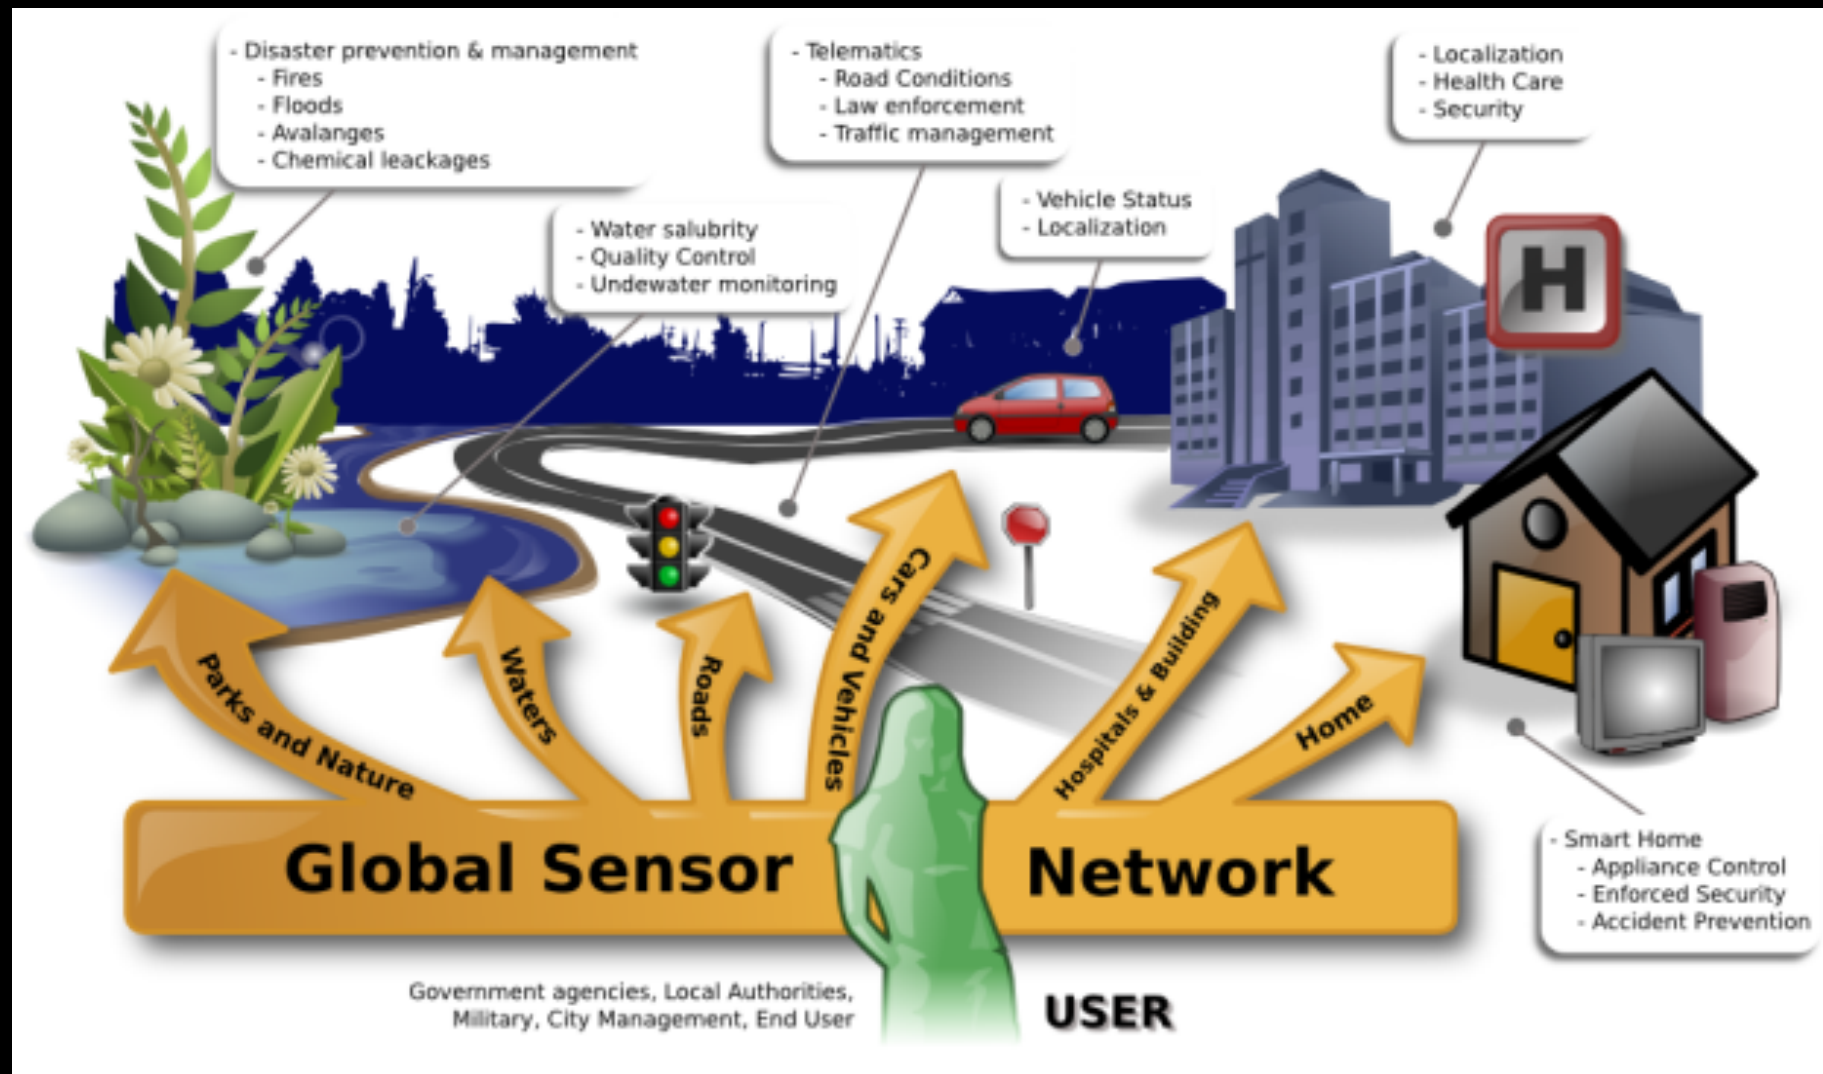 - Disaster prevention & management
- Fires
- Floods
- Avalanges
- Chemical leackages
- Telematics
- Road Conditions
- Law enforcement
- Traffic management
- Localization
- Health Care
- Security
- Vehicle Status
- Localization
- Water salubrity
- Quality Control
- Undewater monitoring
H
Parks and Nature
Waters
Roads
Cars and Vehicles
Hospitals & Building
Home
Global Sensor Network
- Smart Home
- Appliance Control
- Enforced Security
- Accident Prevention
Government agencies, Local Authorities,
Military, City Management, End User
USER